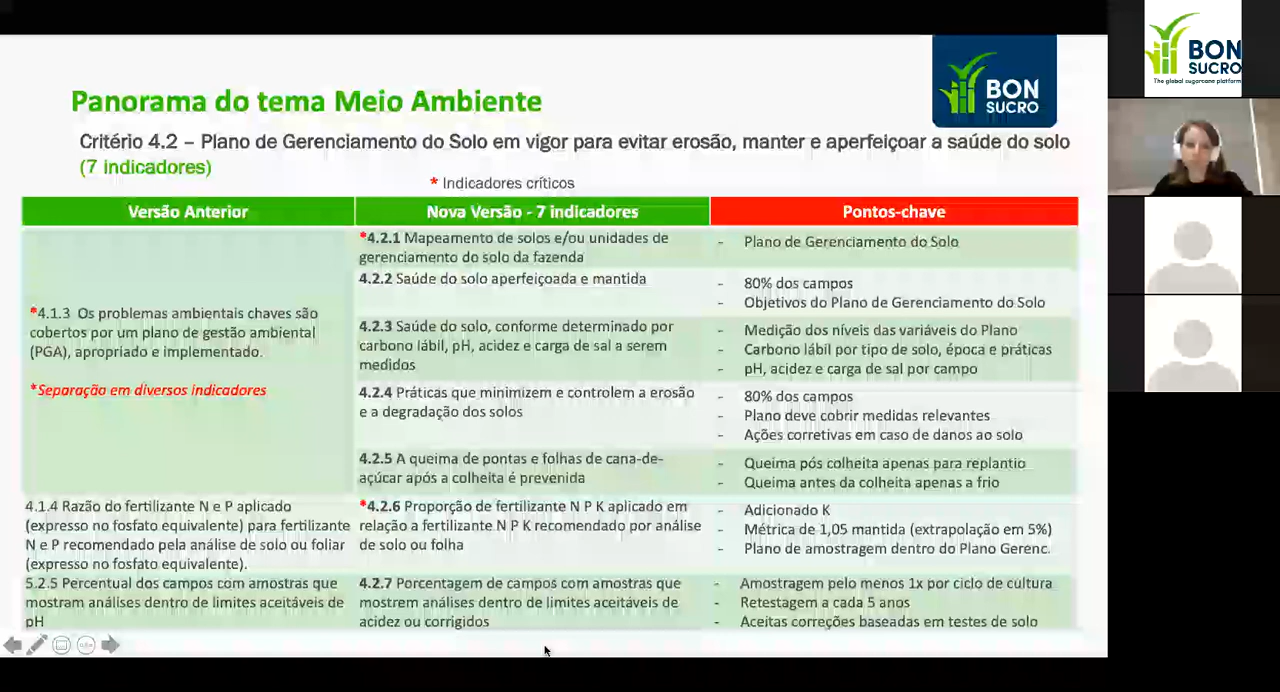 Panorama do tema Meio Ambiente
BON
SUCRO
Critério 4.2 – Plano de Gerenciamento do Solo em vigor para evitar erosão, manter e aperfeiçoar a saúde do solo
(7 indicadores)
* Indicadores críticos
Versão Anterior
Nova Versão - 7 indicadores
Pontos-chave
*4.1.3 Os problemas ambientais chaves são
cobertos por um plano de gestão ambiental
(PGA), apropriado e implementado.
*Separação em diversos indicadores
*4.2.1 Mapeamento de solos e/ou unidades de
gerenciamento do solo da fazenda
- Plano de Gerenciamento do Solo
4.2.2 Saúde do solo aperfeiçoada e mantida
- 80% dos campos
- Objetivos do Plano de Gerenciamento do Solo
4.2.3 Saúde do solo, conforme determinado por
carbono lábil, pH, acidez e carga de sal a serem
medidos
- Medição dos níveis das variáveis do Plano
- Carbono lábil por tipo de solo, época e práticas
- pH, acidez e carga de sal por campo
4.2.4 Práticas que minimizem e controlem a erosão
e a degradação dos solos
- 80% dos campos
- Plano deve cobrir medidas relevantes
- Ações corretivas em caso de danos ao solo
4.2.5 A queima de pontas e folhas de cana-de-
açúcar após a colheita é prevenida
- Queima pós colheita apenas para replantio
- Queima antes da colheita apenas a frio
4.1.4 Razão do fertilizante N e P aplicado
(expresso no fosfato equivalente) para fertilizante
N e P recomendado pela análise de solo ou foliar
(expresso no fosfato equivalente).
*4.2.6 Proporção de fertilizante N P K aplicado em
relação a fertilizante N P K recomendado por análise
de solo ou folha
- Adicionado K
- Métrica de 1,05 mantida (extrapolação em 5%)
- Plano de amostragem dentro do Plano Gerenc.
5.2.5 Percentual dos campos com amostras que
mostram análises dentro de limites aceitáveis de
pH
4.2.7 Porcentagem de campos com amostras que
mostrem análises dentro de limites aceitáveis de
acidez ou corrigidos
- Amostragem pelo menos 1x por ciclo de cultura
- Retestagem a cada 5 anos
- Aceitas correções baseadas em testes de solo
BON
SUCRO
The global sugarcane platform